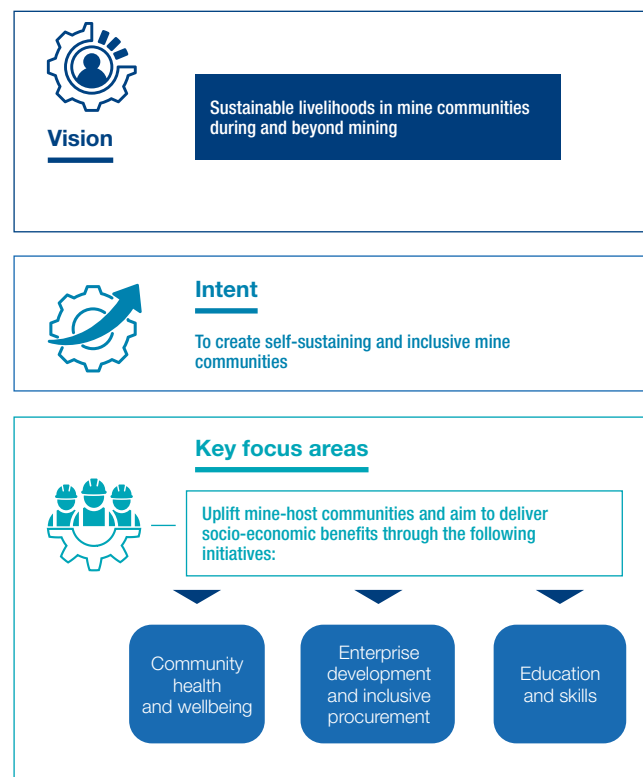 Vision
Sustainable livelihoods in mine communities
during and beyond mining
Intent
To create self-sustaining and inclusive mine
communities
Key focus areas
Uplift mine-host communities and aim to deliver
socio-economic benefits through the following
initiatives:
Community
health
and wellbeing
Enterprise
development
and inclusive
procurement
Education
and skills